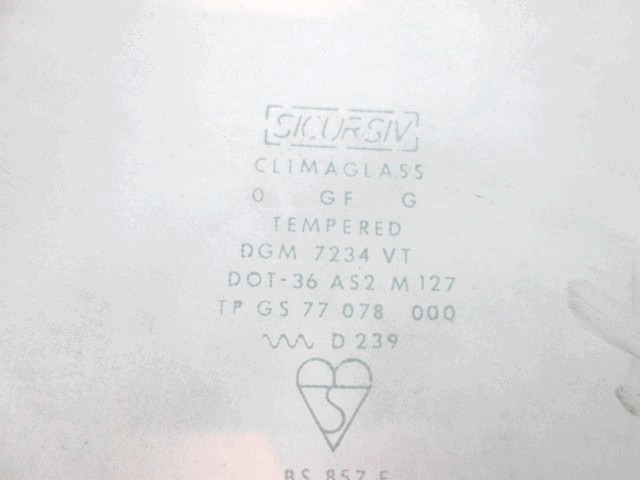 SICURSIV
CLIMAGLASS
0 GF G
TEMPERED
DGM 7234 VT
DOT-36 AS2 M127
TP GS 77 078 000
D 239
BS 857